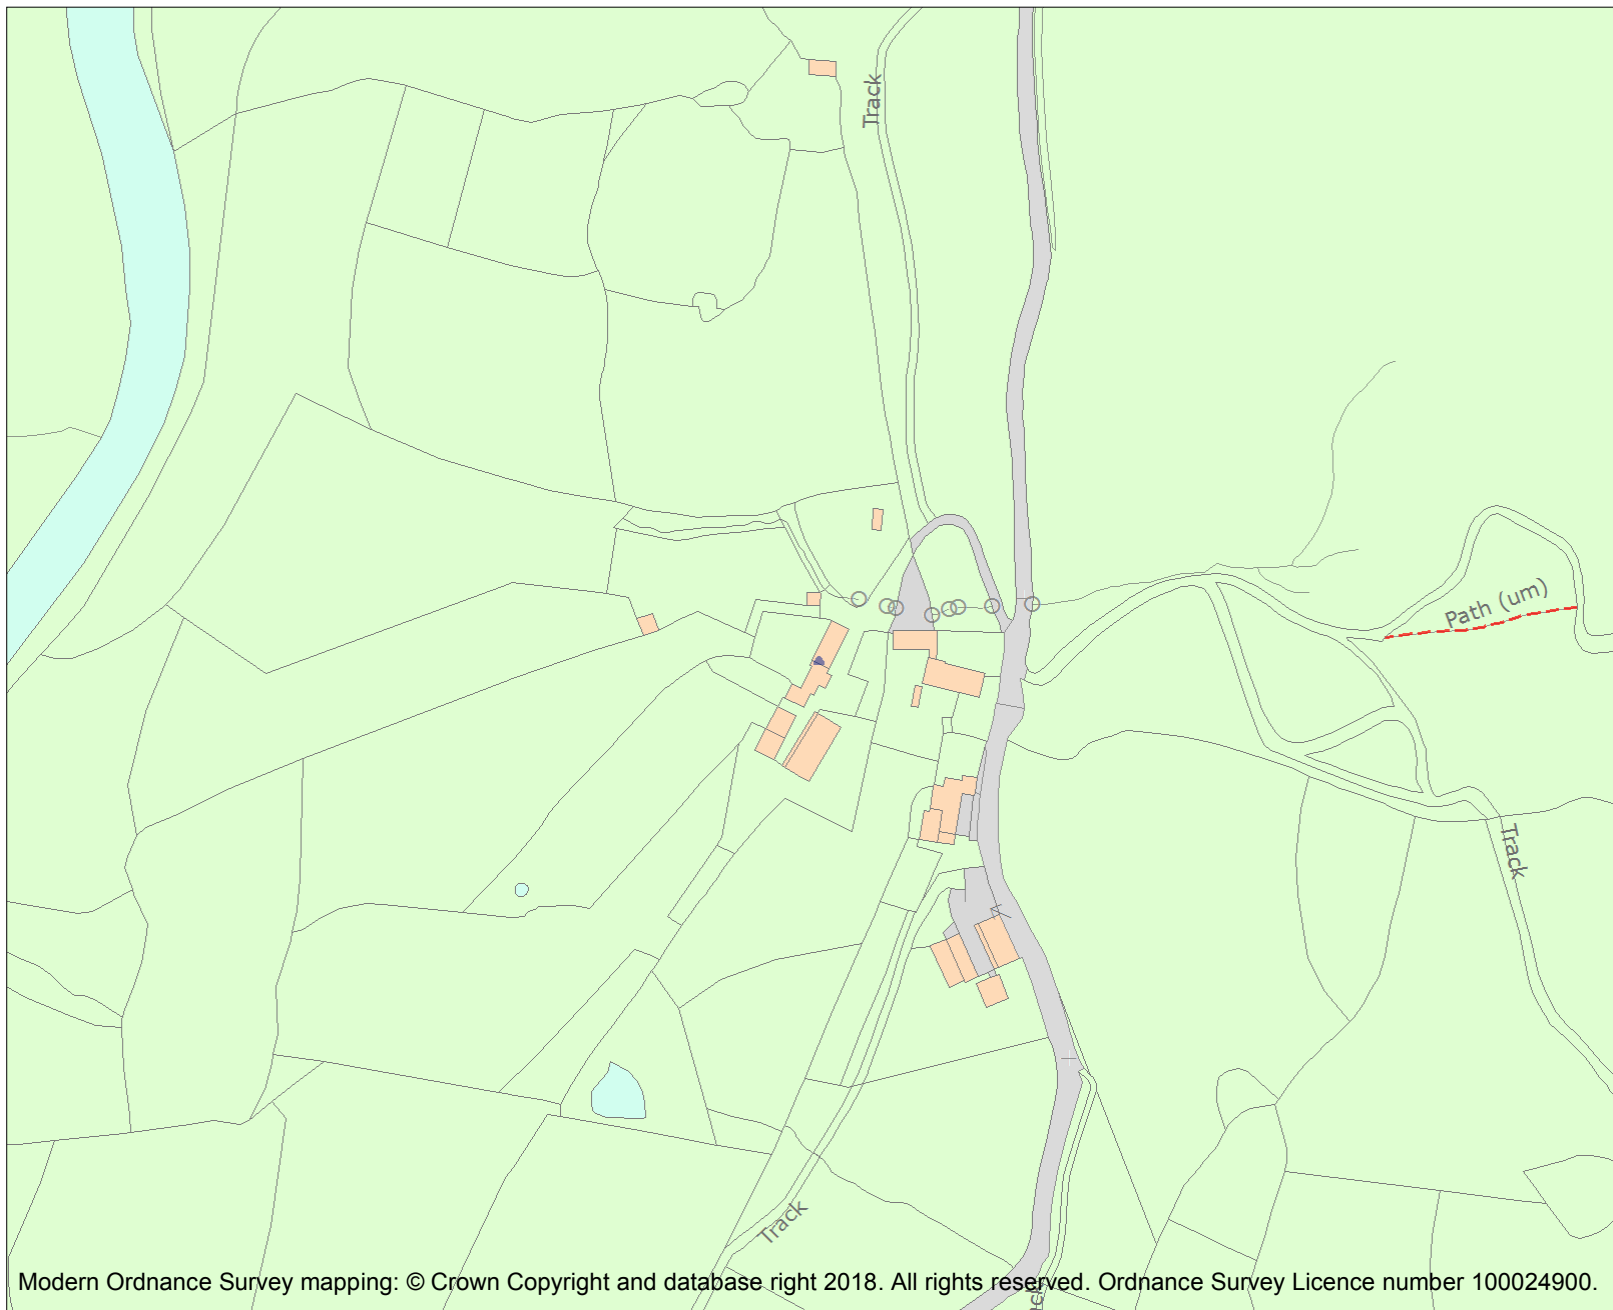 Track
Path (um)
Track
Track
Modern Ordnance Survey mapping: © Crown Copyright and database right 2018. All rights reserved. Ordnance Survey Licence number 100024900.